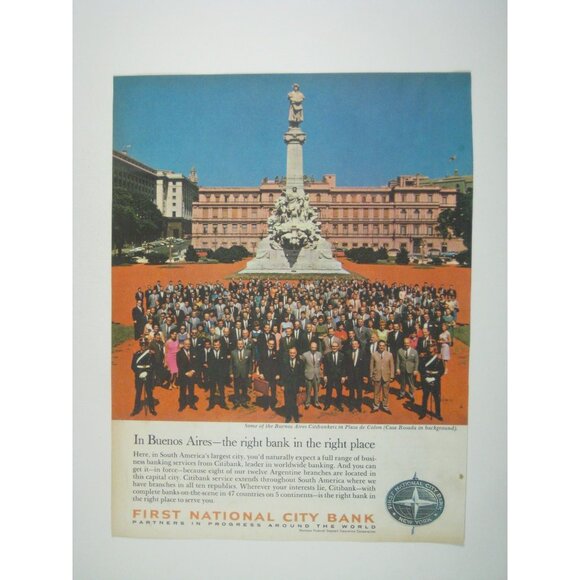 Some of the Buenos Aires Citibankers in Plaza de Colon (Casa Rosada in background).
In Buenos Aires—the right bank in the right place
Here, in South America's largest city, you'd naturally expect a full range of busi-
ness banking services from Citibank, leader in worldwide banking. And you can
get it—in force—because eight of our twelve Argentine branches are located in
this capital city. Citibank service extends throughout South America where we
have branches in all ten republics. Wherever your interests lie, Citibank—with
complete banks-on-the-scene in 47 countries on 5 continents—is the right bank in
the right place to serve you.
FIRST NATIONAL CITY BANK
PARTNERS IN PROGRESS AROUND THE WORLD
Member Federal Deposit Insurance Corporation
FIRST NATIONAL CITY BANK
NEW YORK